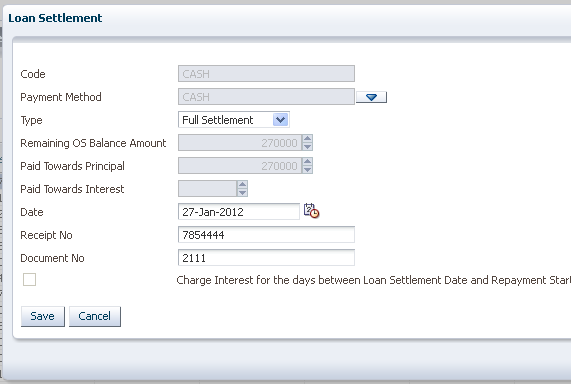 Loan Settlement
Code CASH
Payment Method CASH
Type Full Settlement
Remaining OS Balance Amount 270000
Paid Towards Principal 270000
Paid Towards Interest
Date 27-Jan-2012
Receipt No 7854444
Document No 2111
Charge Interest for the days between Loan Settlement Date and Repayment Start
Save Cancel